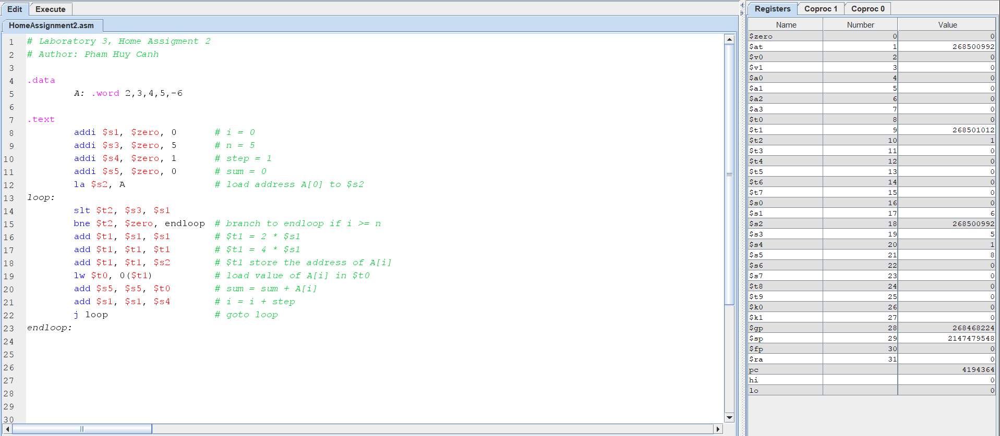 Edit Execute
HomeAssignment2.asm
1 # Laboratory 3, Home Assigment 2
2 # Author: Pham Huy Canh
3
4 .data
5 A: .word 2,3,4,5,-6
6
7 .text
8 addi $s1, $zero, 0 # i = 0
9 addi $s3, $zero, 5 # n = 5
10 addi $s4, $zero, 1 # step = 1
11 addi $s5, $zero, 0 # sum = 0
12 la $s2, A # load address A[0] to $s2
13 loop:
14 slt $t2, $s3, $s1
15 bne $t2, $zero, endloop # branch to endloop if i >= n
16 add $t1, $s1, $s1 # $t1 = 2 * $s1
17 add $t1, $t1, $t1 # $t1 = 4 * $s1
18 add $t1, $t1, $s2 # $t1 store the address of A[i]
19 lw $t0, 0($t1) # load value of A[i] in $t0
20 add $s5, $s5, $t0 # sum = sum + A[i]
21 add $s1, $s1, $s4 # i = i + step
22 j loop # goto loop
23 endloop:
24
25
26
27
28
29
30
Registers Coproc 1 Coproc 0
Name Number Value
$zero 0 0
$at 1 268500992
$v0 2 0
$v1 3 0
$a0 4 0
$a1 5 0
$a2 6 0
$a3 7 0
$t0 8 0
$t1 9 268501012
$t2 10 1
$t3 11 0
$t4 12 0
$t5 13 0
$t6 14 0
$t7 15 0
$s0 16 0
$s1 17 6
$s2 18 268500992
$s3 19 5
$s4 20 1
$s5 21 8
$s6 22 0
$s7 23 0
$t8 24 0
$t9 25 0
$k0 26 0
$k1 27 0
$gp 28 268468224
$sp 29 2147479548
$fp 30 0
$ra 31 0
pc 4194364
hi 0
lo 0